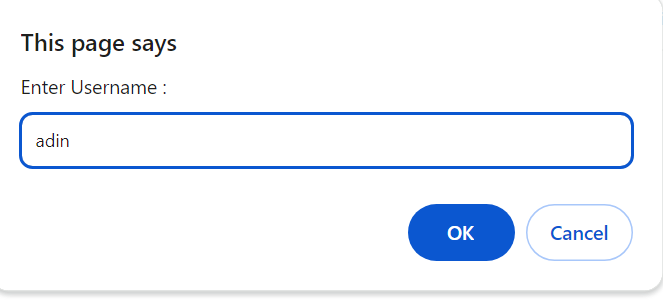 This page says
Enter Username :
adin
OK Cancel